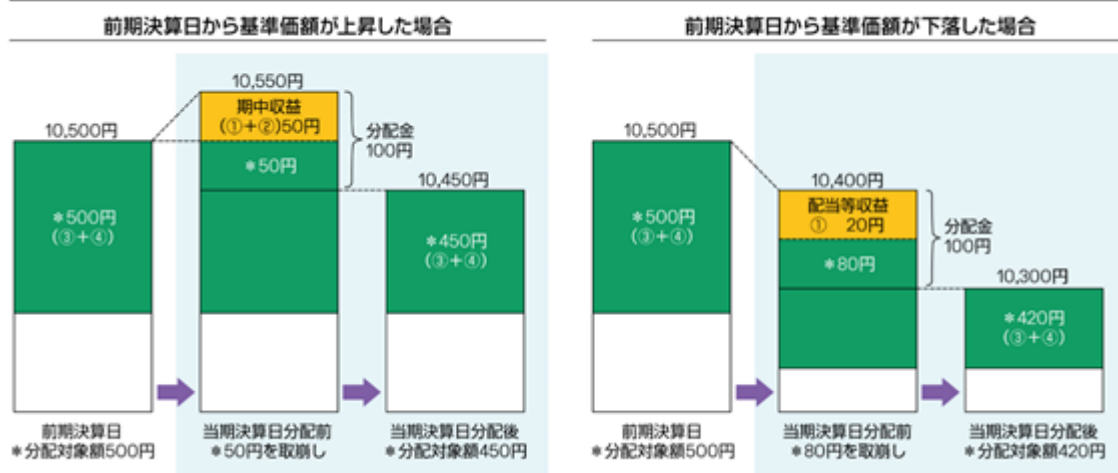 前期決算日から基準価額が上昇した場合
10,500円
*500円
(③+④)
前期決算日
*分配対象額500円
10,550円
期中収益
(①+②)50円
*50円
分配金
100円
当期決算日分配前
*50円を取崩し
10,450円
*450円
(③+④)
当期決算日分配後
*分配対象額450円
前期決算日から基準価額が下落した場合
10,500円
*500円
(③+④)
前期決算日
*分配対象額500円
10,400円
配当等収益
① 20円
*80円
分配金
100円
当期決算日分配前
*80円を取崩し
10,300円
*420円
(③+④)
当期決算日分配後
*分配対象額420円